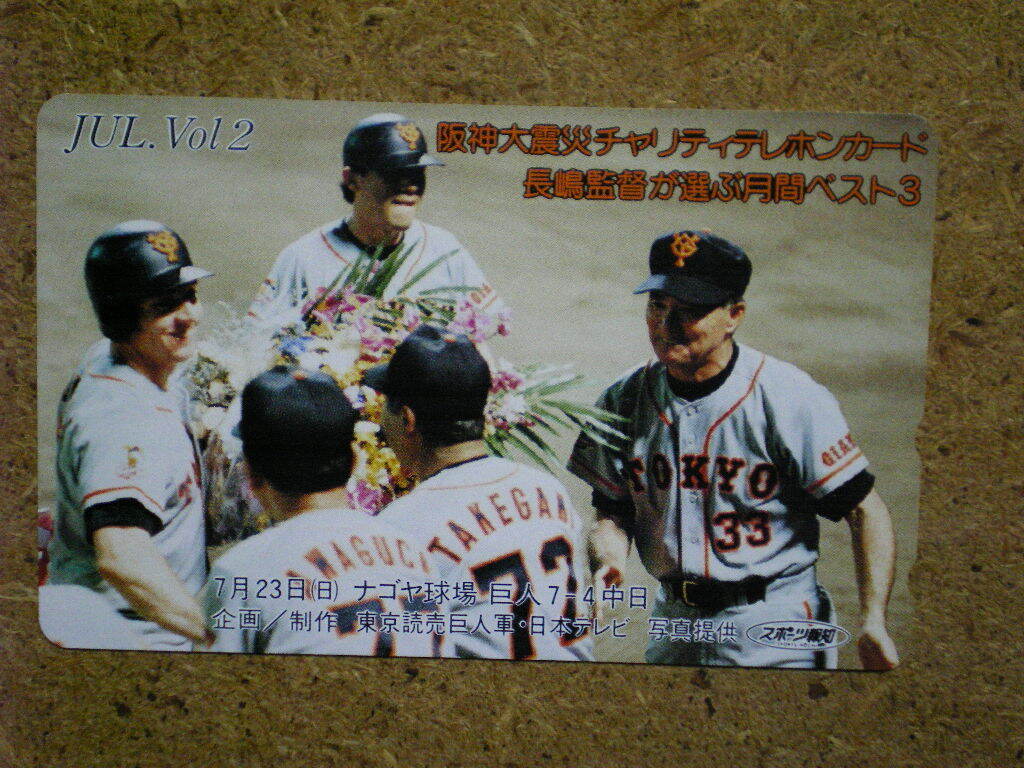 JUL. Vol 2
阪神大震災チャリティテレホンカード
長嶋監督が選ぶ月間ベスト3
TOKYO
33
TAKEGAMI
72
7月23日(日) ナゴヤ球場 巨人7-4中日
企画／制作 東京読売巨人軍・日本テレビ 写真提供 スポーツ報知